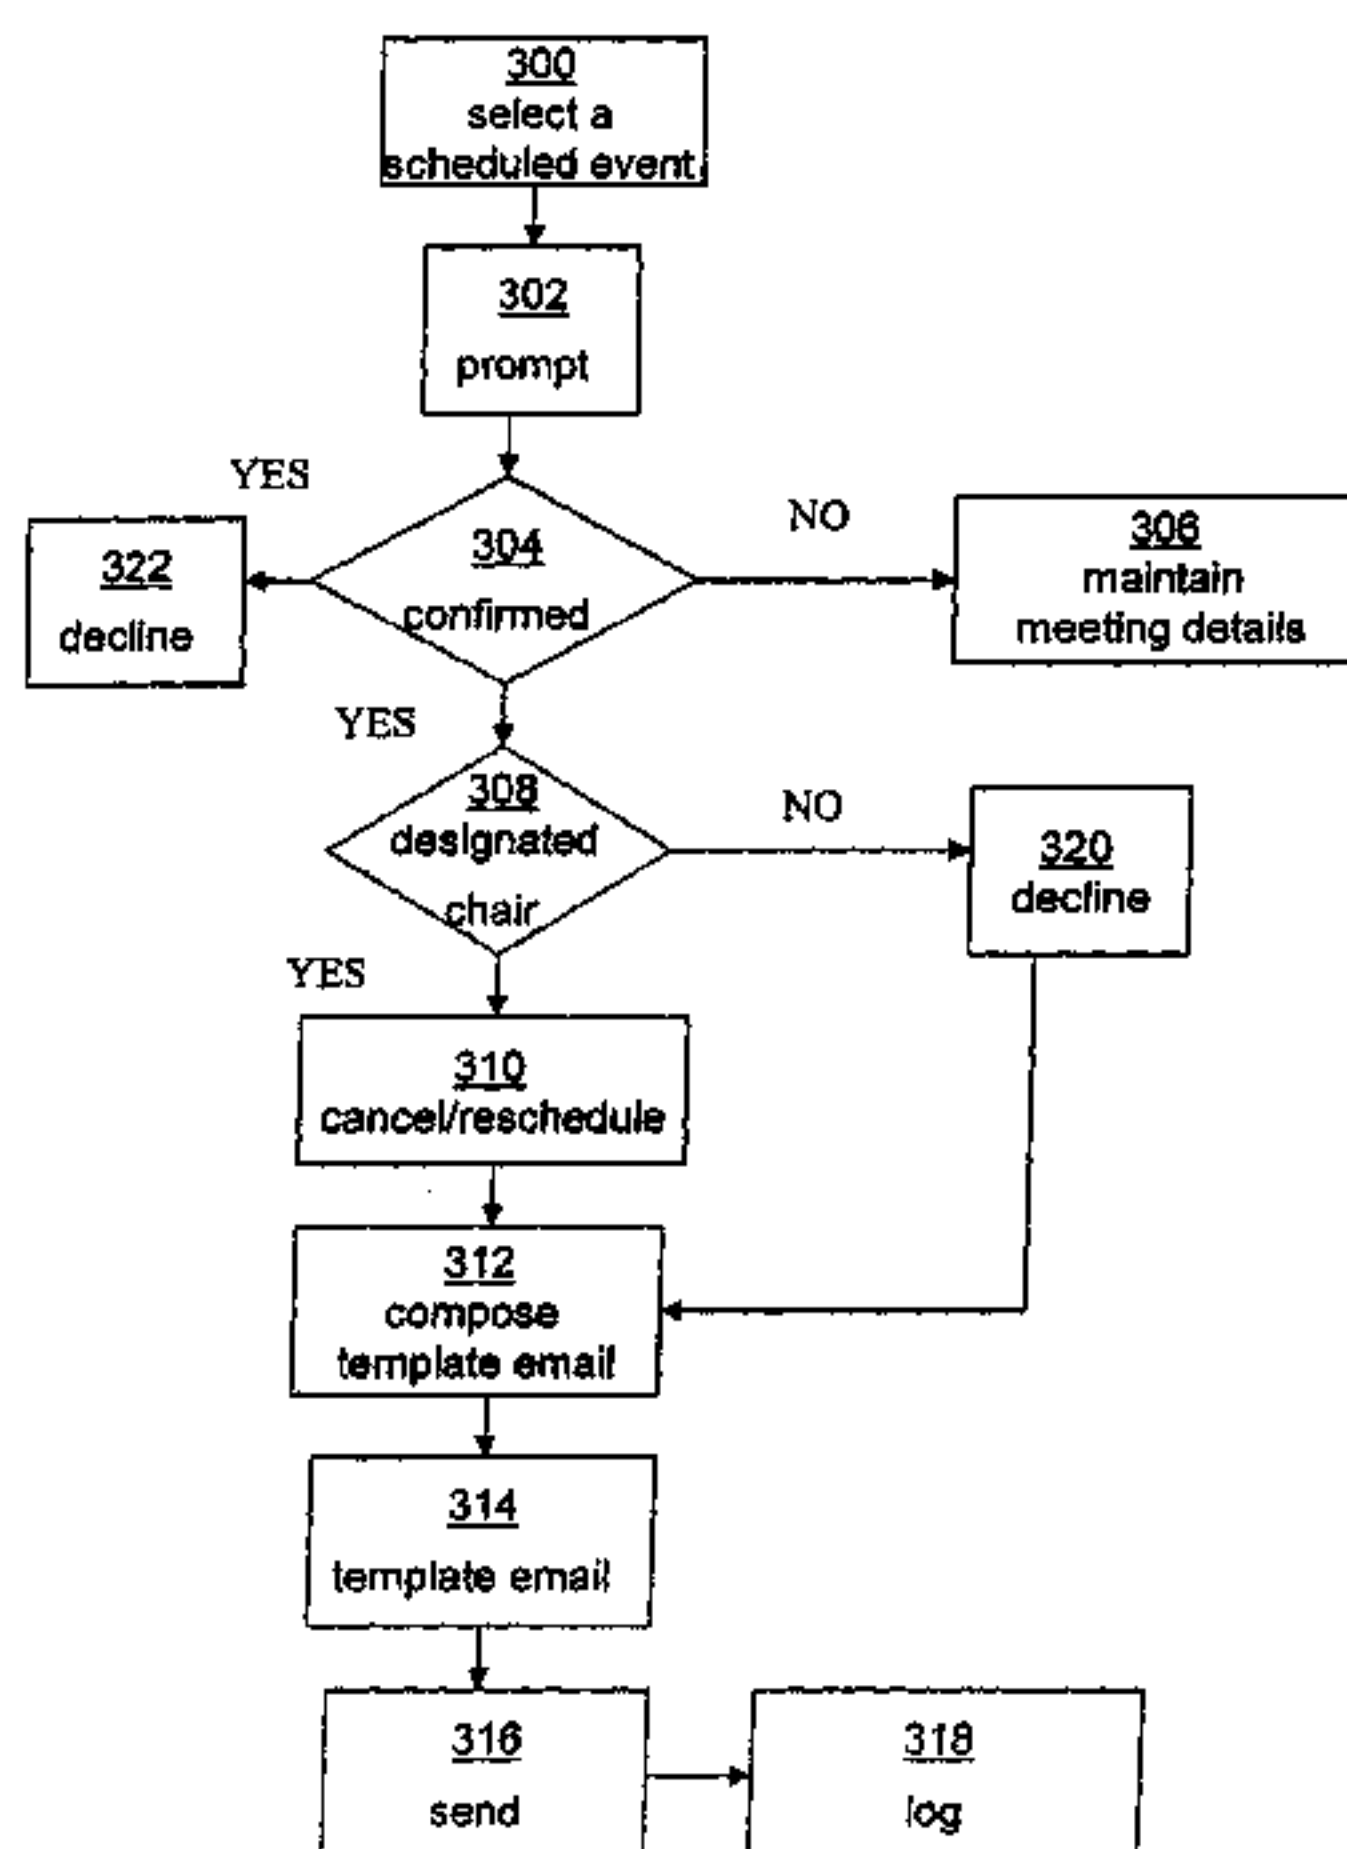 300
select a
scheduled event
302
prompt
YES
NO
304
confirmed
322
decline
306
maintain
meeting details
YES
308
designated
chair
NO
320
decline
YES
310
cancel/reschedule
312
compose
template email
314
template email
316
send
318
log